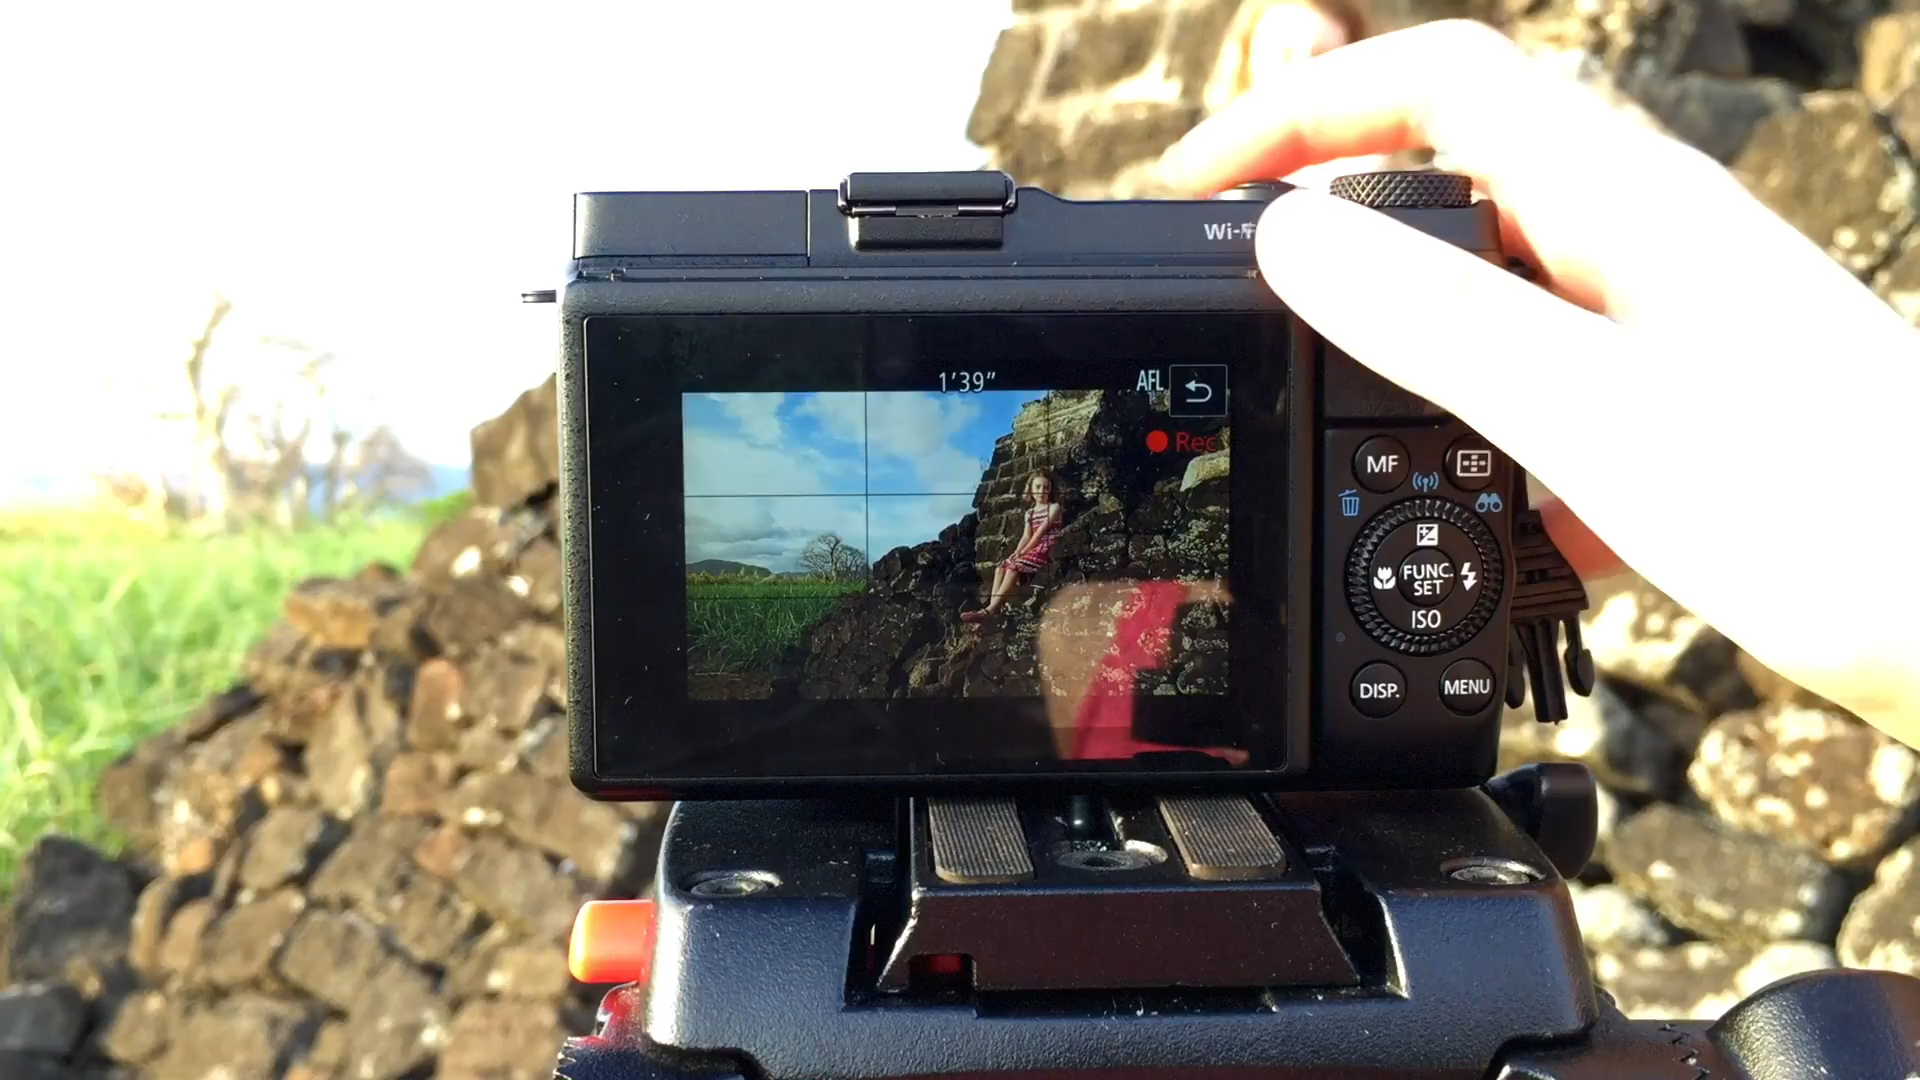 Wi-F
1'39"
AFL
Rec
MF
FUNC.
SET
ISO
DISP.
MENU